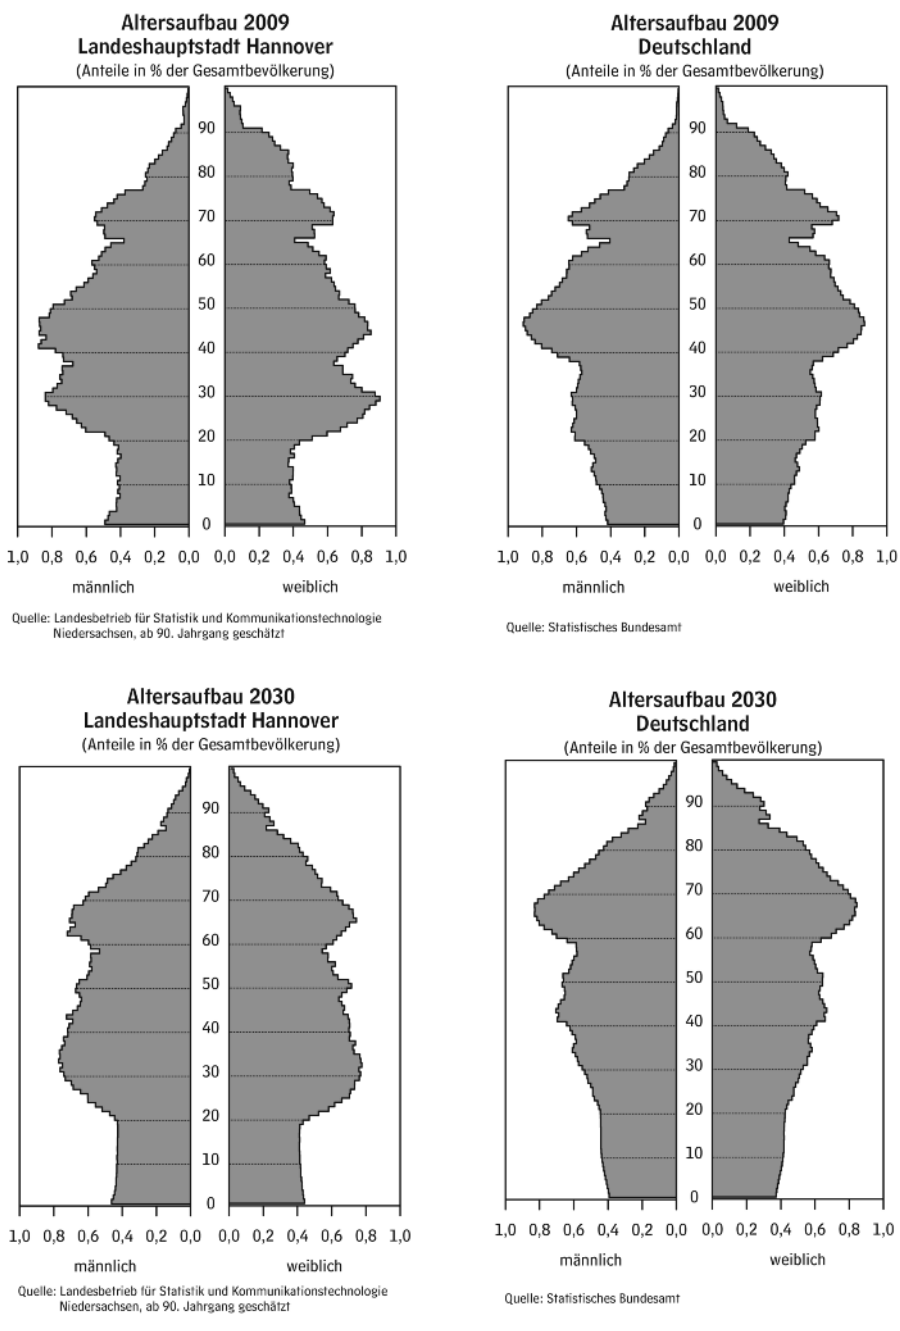 Altersaufbau 2009
Landeshauptstadt Hannover
(Anteile in % der Gesamtbevölkerung)
90
80
70
60
50
40
30
20
10
0
1,0 0,8 0,6 0,4 0,2 0,0 0,0 0,2 0,4 0,6 0,8 1,0
männlich weiblich
Quelle: Landesbetrieb für Statistik und Kommunikationstechnologie
Niedersachsen, ab 90. Jahrgang geschätzt
Altersaufbau 2009
Deutschland
(Anteile in % der Gesamtbevölkerung)
90
80
70
60
50
40
30
20
10
0
1,0 0,8 0,6 0,4 0,2 0,0 0,0 0,2 0,4 0,6 0,8 1,0
männlich weiblich
Quelle: Statistisches Bundesamt
Altersaufbau 2030
Landeshauptstadt Hannover
(Anteile in % der Gesamtbevölkerung)
90
80
70
60
50
40
30
20
10
0
1,0 0,8 0,6 0,4 0,2 0,0 0,0 0,2 0,4 0,6 0,8 1,0
männlich weiblich
Quelle: Landesbetrieb für Statistik und Kommunikationstechnologie
Niedersachsen, ab 90. Jahrgang geschätzt
Altersaufbau 2030
Deutschland
(Anteile in % der Gesamtbevölkerung)
90
80
70
60
50
40
30
20
10
0
1,0 0,8 0,6 0,4 0,2 0,0 0,0 0,2 0,4 0,6 0,8 1,0
männlich weiblich
Quelle: Statistisches Bundesamt